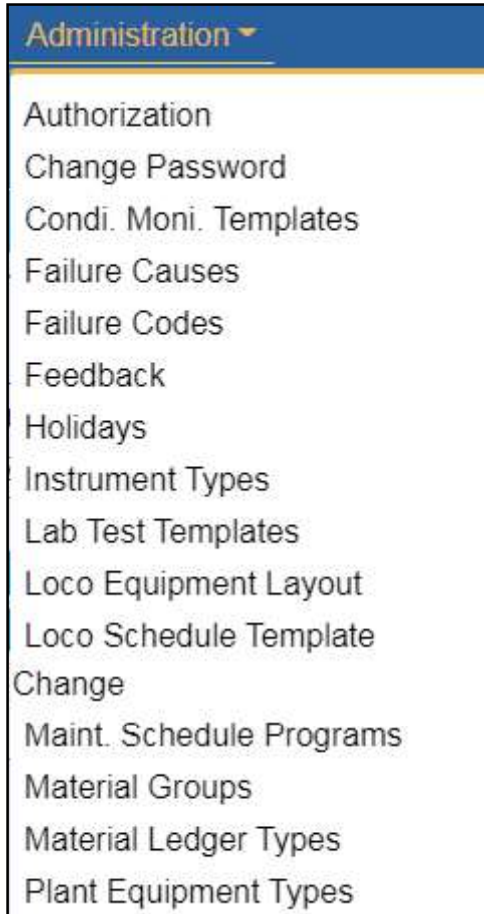 Administration
Authorization
Change Password
Condi. Moni. Templates
Failure Causes
Failure Codes
Feedback
Holidays
Instrument Types
Lab Test Templates
Loco Equipment Layout
Loco Schedule Template
Change
Maint. Schedule Programs
Material Groups
Material Ledger Types
Plant Equipment Types